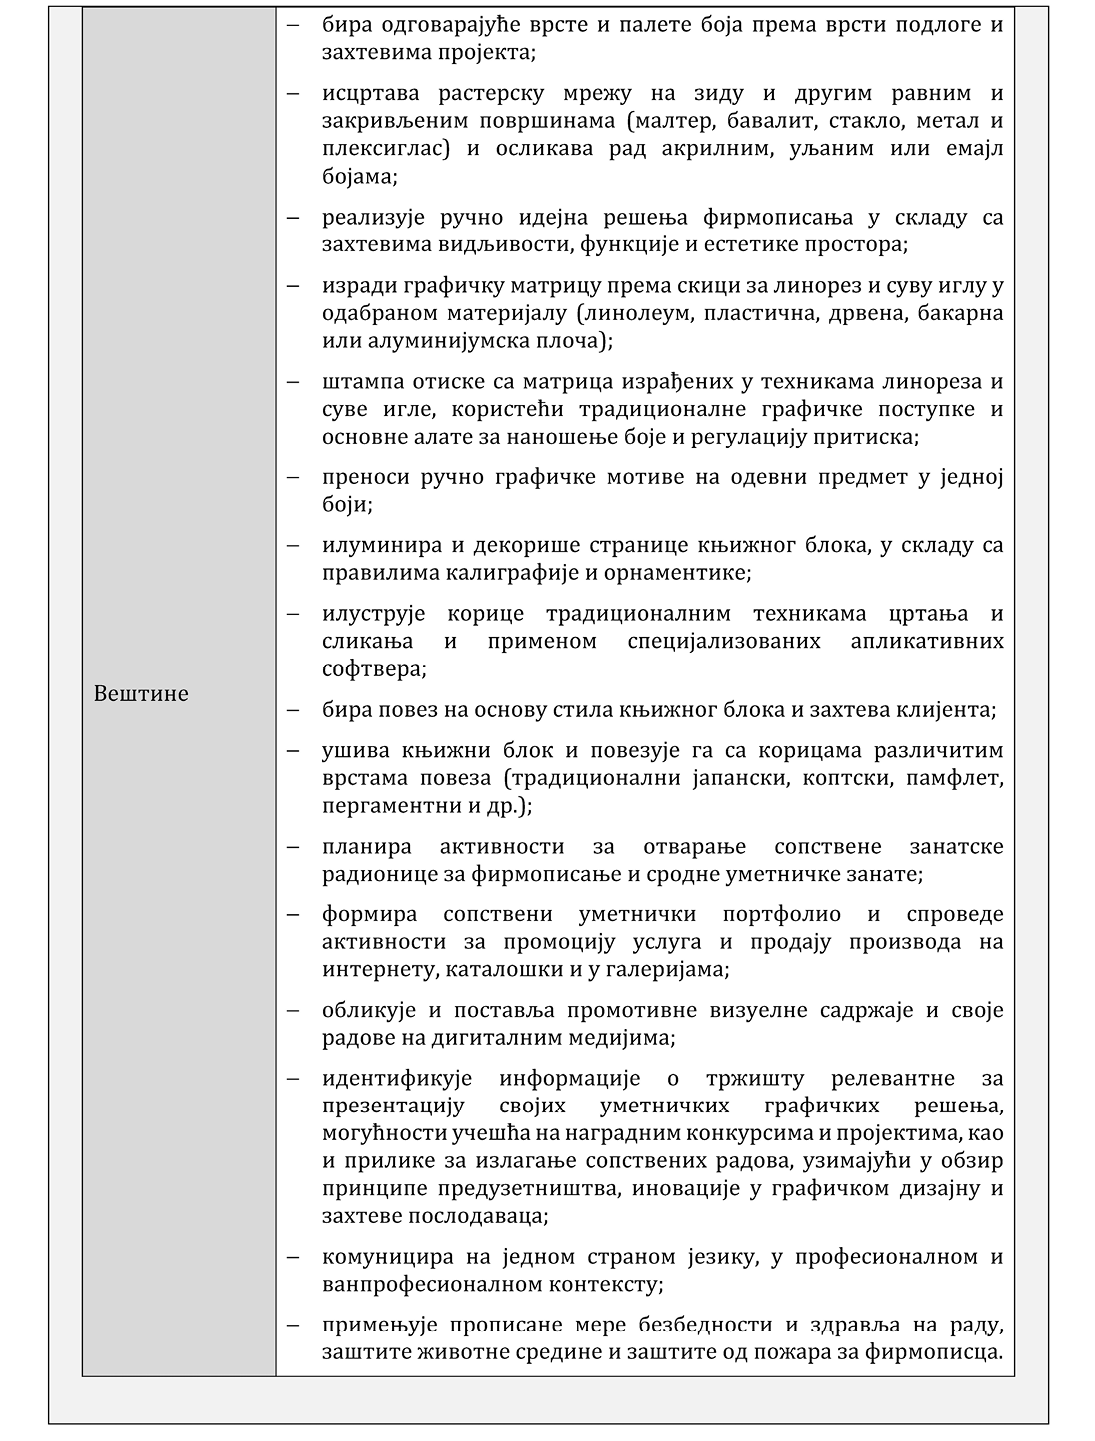 – бира одговарајуће врсте и палете боја према врсти подлоге и
захтевима пројекта;
– исцртава растерску мрежу на зиду и другим равним и
закривљеним површинама (малтер, бавалит, стакло, метал и
плексиглас) и осликава рад акрилним, уљаним или емајл
бојама;
– реализује ручно идејна решења фирмописања у складу са
захтевима видљивости, функције и естетике простора;
– изради графичку матрицу према скици за линорез и суву иглу у
одабраном материјалу (линолеум, пластична, дрвена, бакарна
или алуминијумска плоча);
– штампа отиске са матрица израђених у техникама линореза и
суве игле, користећи традиционалне графичке поступке и
основне алате за наношење боје и регулацију притиска;
– преноси ручно графичке мотиве на одевни предмет у једној
боји;
– илуминира и декорише странице књижног блока, у складу са
правилима калиграфије и орнаментике;
– илуструје корице традиционалним техникама цртања и
сликања и применом специјализованих апликативних
софтвера;
Вештине
– бира повез на основу стила књижног блока и захтева клијента;
– ушива књижни блок и повезује га са корицама различитим
врстама повеза (традиционални јапански, коптски, памфлет,
пергаментни и др.);
– планира активности за отварање сопствене занатске
радионице за фирмописање и сродне уметничке занате;
– формира сопствени уметнички портфолио и спроведе
активности за промоцију услуга и продају производа на
интернету, каталошки и у галеријама;
– обликује и поставља промотивне визуелне садржаје и своје
радове на дигиталним медијима;
– идентификује информације о тржишту релевантне за
презентацију својих уметничких графичких решења,
могућности учешћа на наградним конкурсима и пројектима, као
и прилике за излагање сопствених радова, узимајући у обзир
принципе предузетништва, иновације у графичком дизајну и
захтеве послодаваца;
– комуницира на једном страном језику, у професионалном и
ванпрофесионалном контексту;
– примењује прописане мере безбедности и здравља на раду,
заштите животне средине и заштите од пожара за фирмописца.